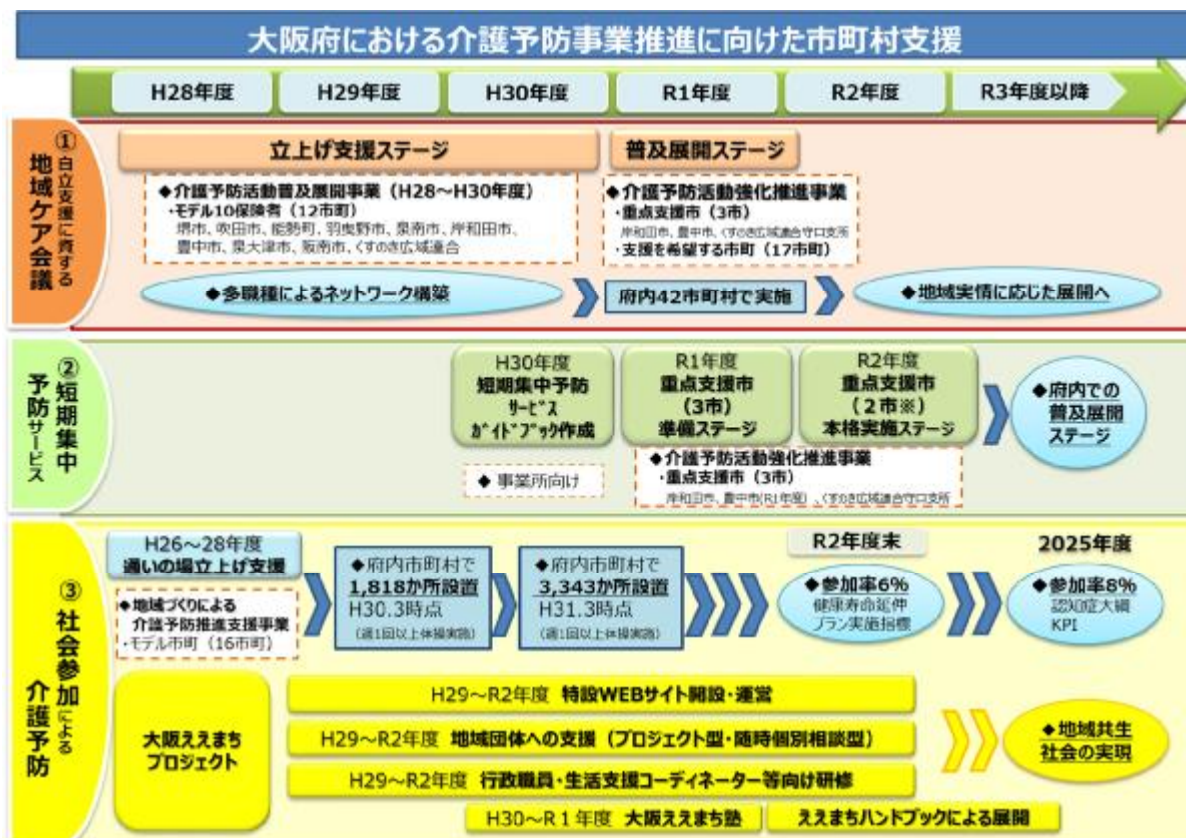 大阪府における介護予防事業推進に向けた市町村支援
H28年度
H29年度
H30年度
R1年度
R2年度
R3年度以降
①自立支援に資する
地域ケア会議
立上げ支援ステージ
◆介護予防活動普及展開事業（H28～H30年度）
・モデル10保険者（12市町）
堺市、吹田市、能勢町、羽曳野市、泉南市、岸和田市、
豊中市、泉大津市、阪南市、くすのき広域連合
普及展開ステージ
◆介護予防活動強化推進事業
・重点支援市（3市）
岸和田市、豊中市、くすのき広域連合守口支所
・支援を希望する市町（17市町）
◆多職種によるネットワーク構築
府内42市町村で実施
◆地域実情に応じた展開へ
②短期集中
予防サービス
H30年度
短期集中予防
ｻｰﾋﾞｽ
ｶﾞｲﾄﾞﾌﾞｯｸ作成
◆ 事業所向け
R1年度
重点支援市
（3市）
準備ステージ
R2年度
重点支援市
（２市※）
本格実施ステージ
◆介護予防活動強化推進事業
・重点支援市（3市）
岸和田市、豊中市(R1年度）、くすのき広域連合守口支所
◆府内での
普及展開
ステージ
③社会参加による
介護予防
H26～28年度
通いの場立上げ支援
◆地域づくりによる
介護予防推進支援事業
・モデル市町（16市町）
◆府内市町村で
1,818か所設置
H30.3時点
（週1回以上体操実施）
◆府内市町村で
3,343か所設置
H31.3時点
（週1回以上体操実施）
R2年度末
◆参加率6%
健康寿命延伸
プラン実施指標
2025年度
◆参加率8%
認知症大綱
KPI
大阪ええまち
プロジェクト
H29～R2年度 特設WEBサイト開設・運営
H29～R2年度 地域団体への支援（プロジェクト型・随時個別相談型）
H29～R2年度 行政職員・生活支援コーディネーター等向け研修
H30～R１年度 大阪ええまち塾
ええまちハンドブックによる展開
◆地域共生
社会の実現